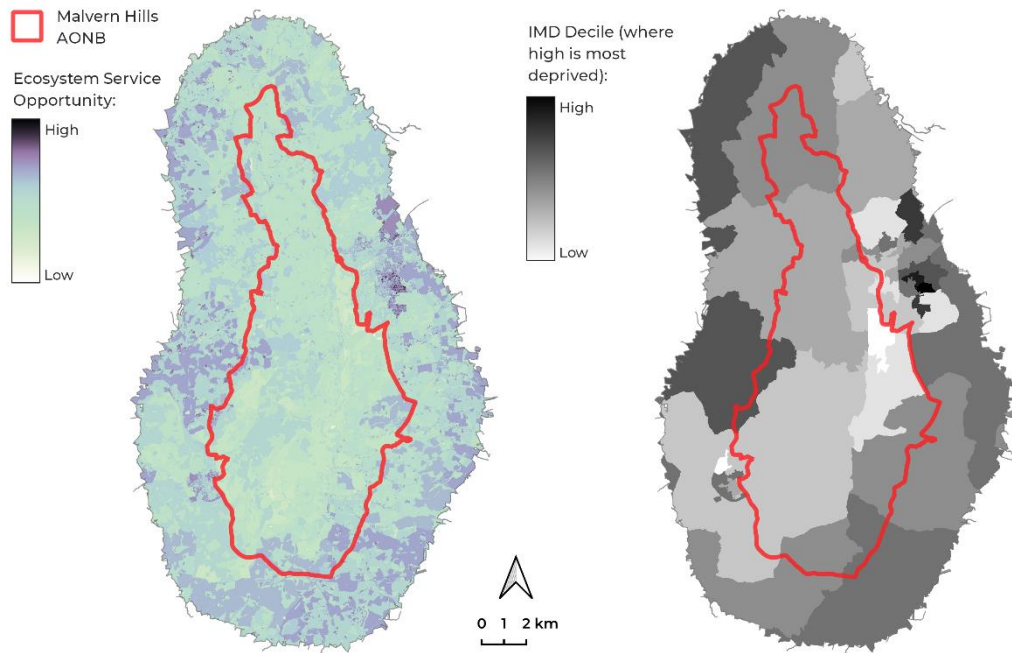 Malvern Hills
AONB
Ecosystem Service
Opportunity:
High
Low
IMD Decile (where
high is most
deprived):
High
Low
0 1 2 km